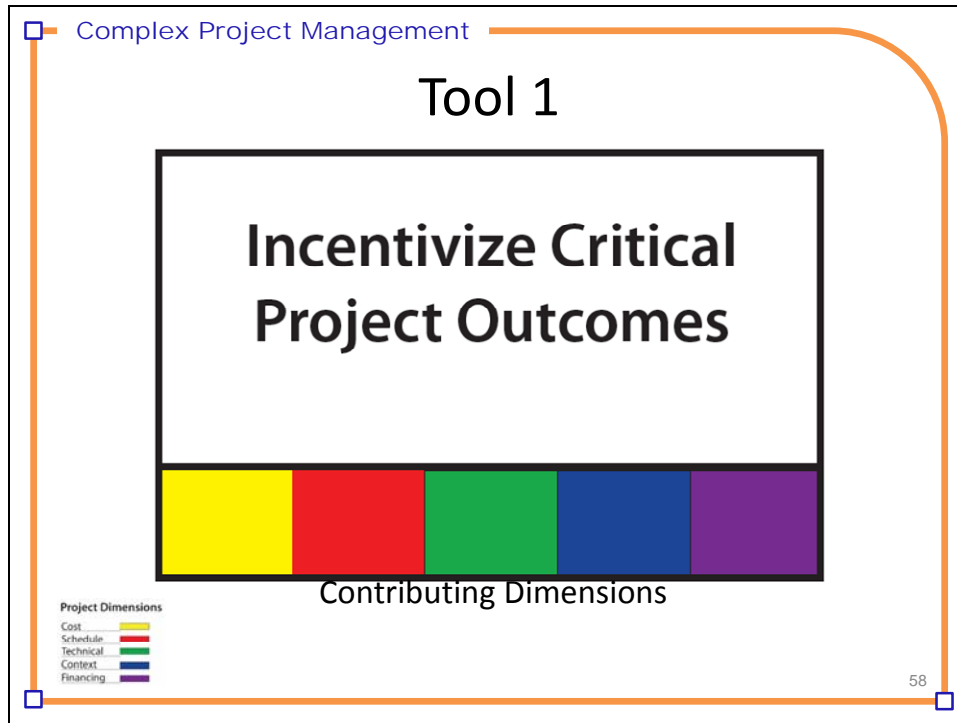 Complex Project Management
Tool 1
Incentivize Critical
Project Outcomes
Contributing Dimensions
Project Dimensions
Cost
Schedule
Technical
Context
Financing
58